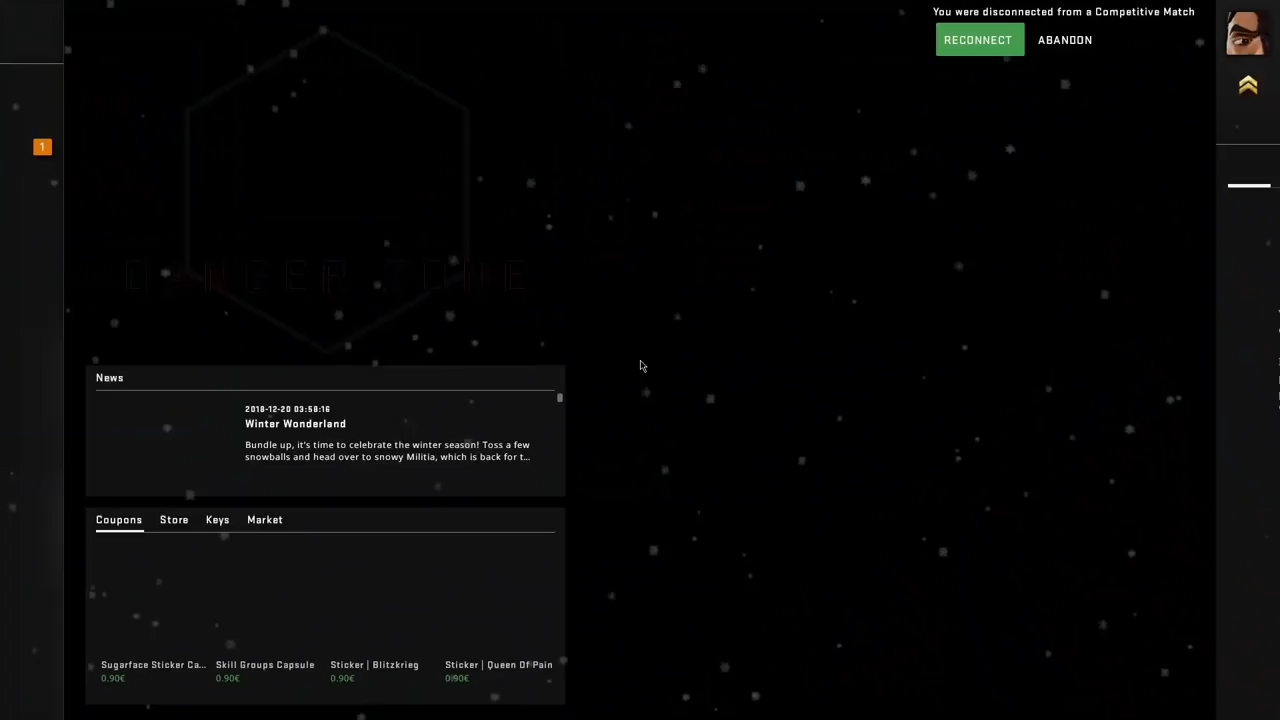 You were disconnected from a Competitive Match
RECONNECT
ABANDON
1
DANGER ZONE
News
2018-12-20 03:58:16
Winter Wonderland
Bundle up, it's time to celebrate the winter season! Toss a few
snowballs and head over to snowy Militia, which is back for t...
Coupons
Store
Keys
Market
Sugarface Sticker Ca...
Skill Groups Capsule
Sticker | Blitzkrieg
Sticker | Queen Of Pain
0.90€
0.90€
0.90€
0.90€